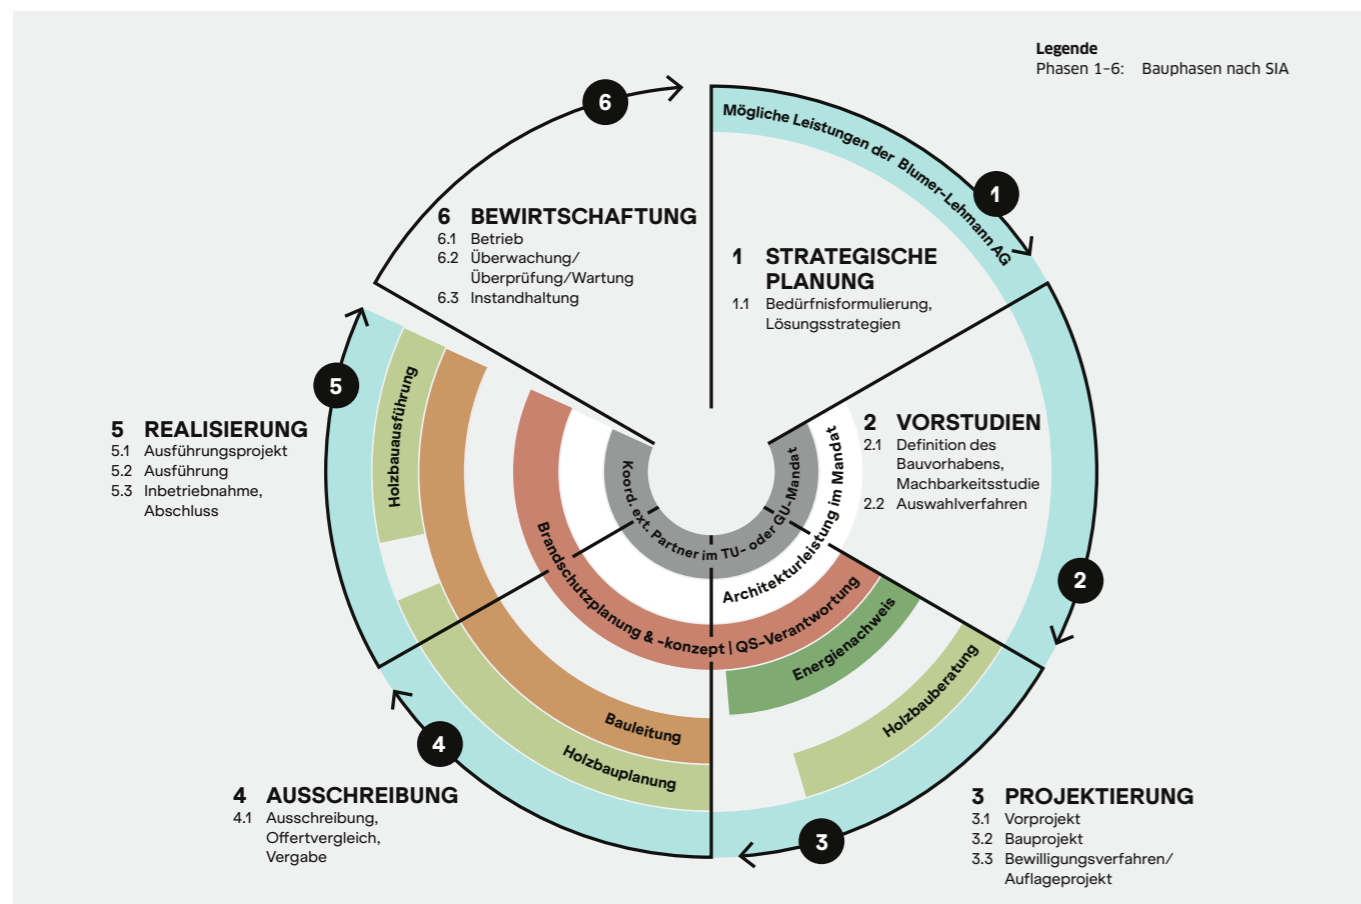 Legende
Phasen 1–6: Bauphasen nach SIA
Mögliche Leistungen der Blumer-Lehmann AG
1
1 STRATEGISCHE
PLANUNG
1.1 Bedürfnisformulierung,
Lösungsstrategien
2
2 VORSTUDIEN
2.1 Definition des
Bauvorhabens,
Machbarkeitsstudie
2.2 Auswahlverfahren
3
3 PROJEKTIERUNG
3.1 Vorprojekt
3.2 Bauprojekt
3.3 Bewilligungsverfahren/
Auflageprojekt
4
4 AUSSCHREIBUNG
4.1 Ausschreibung,
Offertvergleich,
Vergabe
5
5 REALISIERUNG
5.1 Ausführungsprojekt
5.2 Ausführung
5.3 Inbetriebnahme,
Abschluss
6
6 BEWIRTSCHAFTUNG
6.1 Betrieb
6.2 Überwachung/
Überprüfung/Wartung
6.3 Instandhaltung
Koord. ext. Partner im TU- oder GU-Mandat
Architekturleistung im Mandat
Brandschutzplanung & -konzept | QS-Verantwortung
Energienachweis
Holzbauberatung
Bauleitung
Holzbauplanung
Holzbauausführung